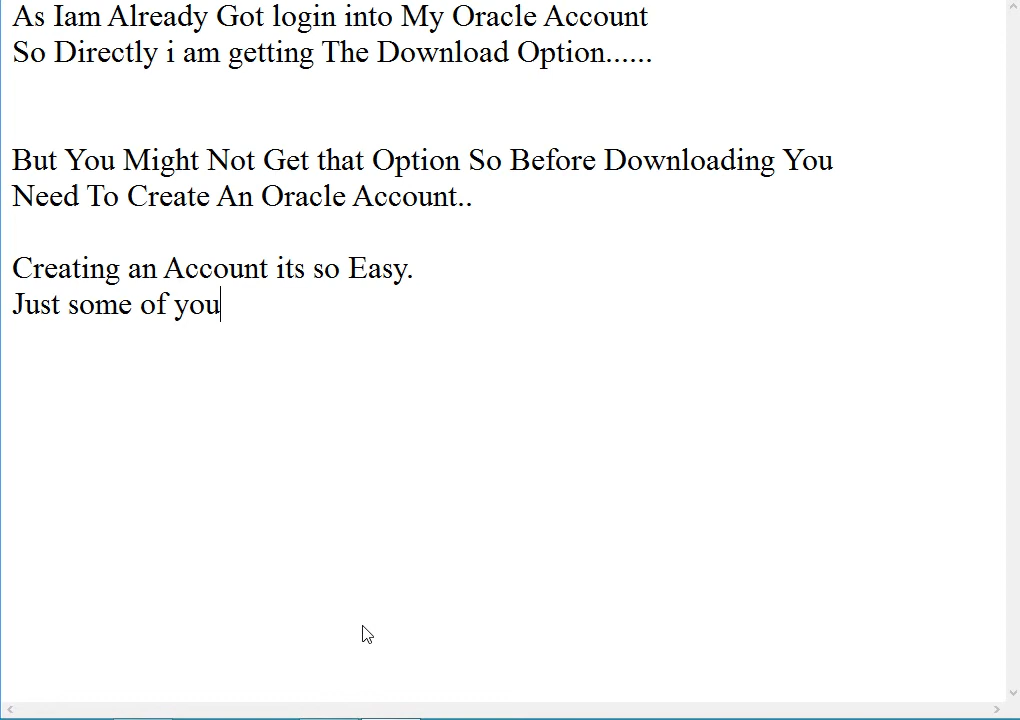 As Iam Already Got login into My Oracle Account
So Directly i am getting The Download Option......
But You Might Not Get that Option So Before Downloading You
Need To Create An Oracle Account..
Creating an Account its so Easy.
Just some of you